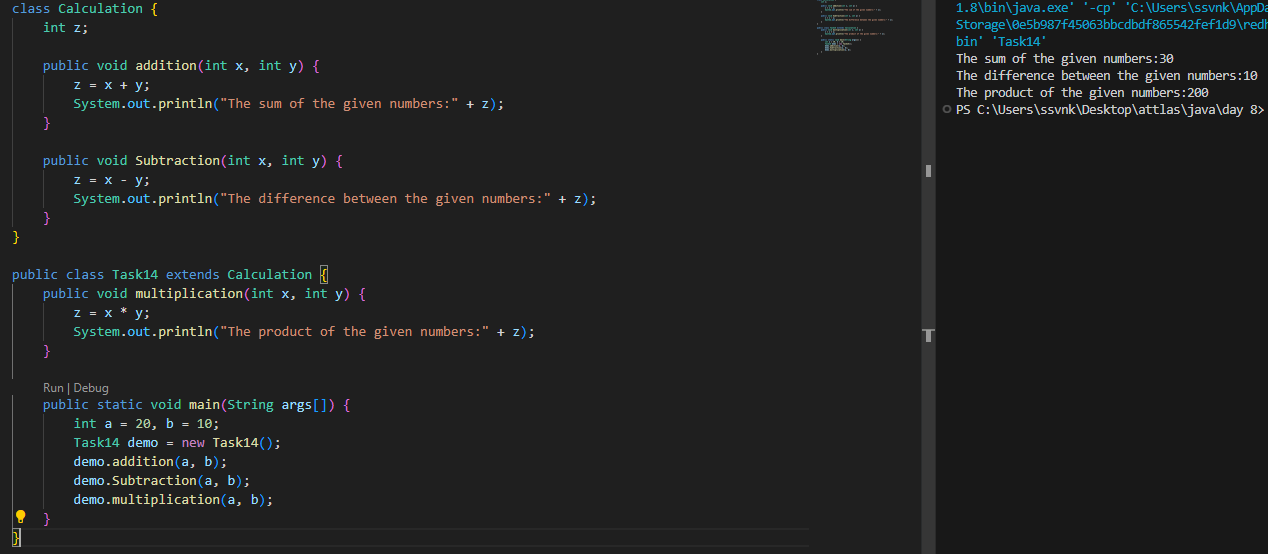 class Calculation {
    int z;
    public void addition(int x, int y) {
        z = x + y;
        System.out.println("The sum of the given numbers:" + z);
    }
    public void Subtraction(int x, int y) {
        z = x - y;
        System.out.println("The difference between the given numbers:" + z);
    }
}
public class Task14 extends Calculation {
    public void multiplication(int x, int y) {
        z = x * y;
        System.out.println("The product of the given numbers:" + z);
    }
    Run | Debug
    public static void main(String args[]) {
        int a = 20, b = 10;
        Task14 demo = new Task14();
        demo.addition(a, b);
        demo.Subtraction(a, b);
        demo.multiplication(a, b);
    }
}
1.8\bin\java.exe' '-cp' 'C:\Users\ssvnk\AppDa
Storage\0e5b987f45063bbcdbdf865542fef1d9\redh
bin' 'Task14'
The sum of the given numbers:30
The difference between the given numbers:10
The product of the given numbers:200
PS C:\Users\ssvnk\Desktop\attlas\java\day 8>